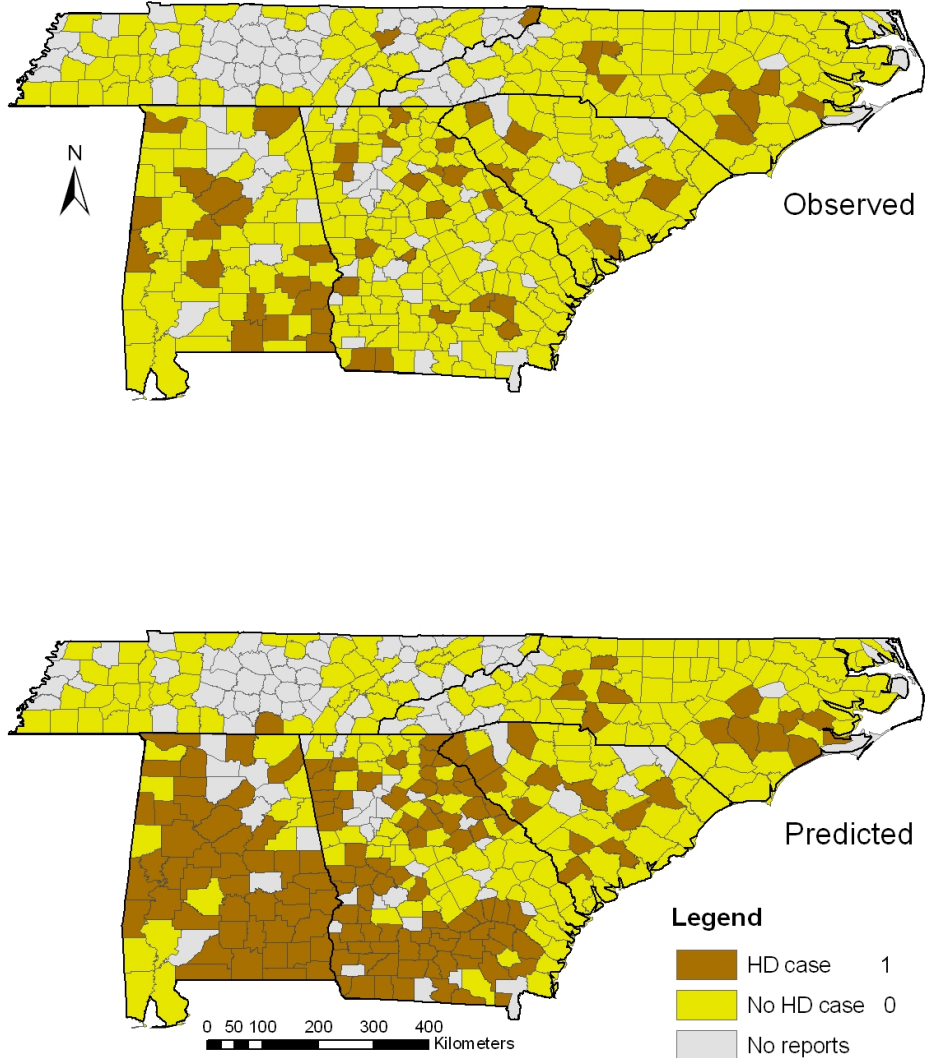 N
Observed
Predicted
Legend
HD case 1
No HD case 0
No reports
0 50 100 200 300 400
Kilometers